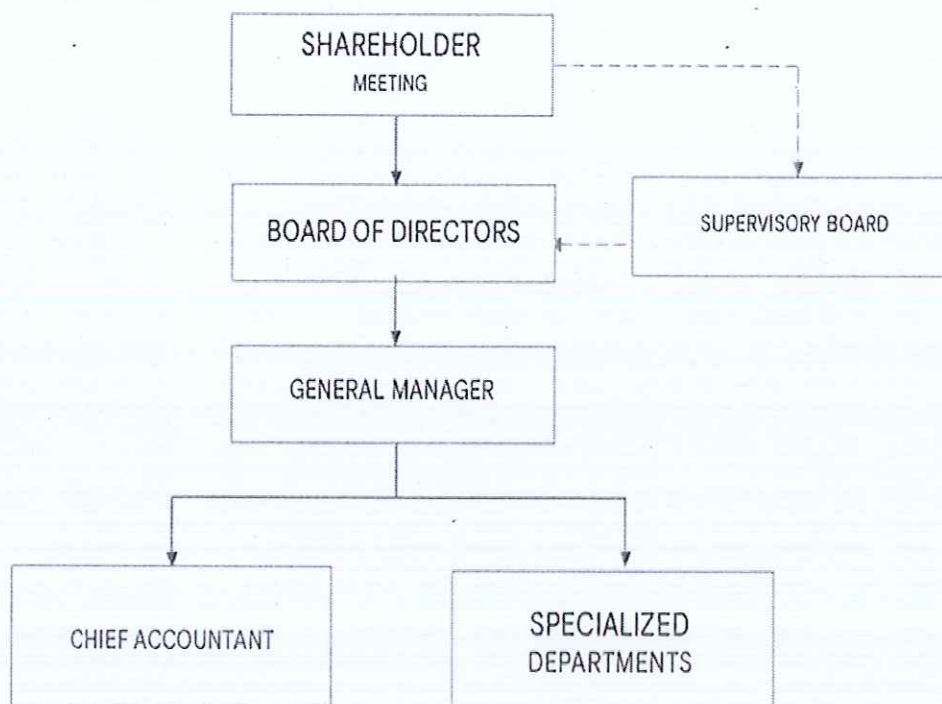 SHAREHOLDER
MEETING
BOARD OF DIRECTORS
SUPERVISORY BOARD
GENERAL MANAGER
CHIEF ACCOUNTANT
SPECIALIZED
DEPARTMENTS